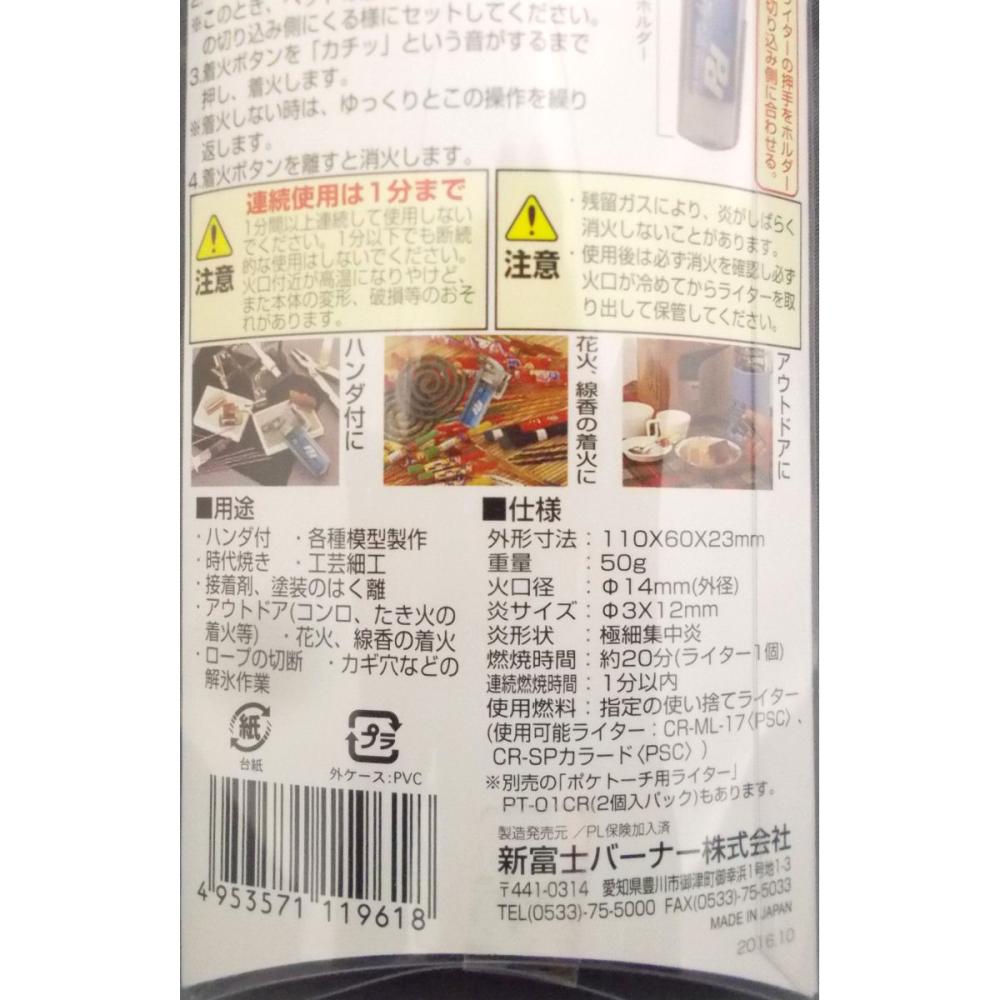 ※このとき、ヘッド
の切り込み側にくる様にセットしてください。
3.着火ボタンを「カチッ」という音がするまで
押し、着火します。
※着火しない時は、ゆっくりとこの操作を繰り
返します。
4.着火ボタンを離すと消火します。
ホルダー
ライターの押手をホルダー
切り込み側に合わせる。
連続使用は1分まで
注意
1分間以上連続して使用しない
でください。1分以下でも断続
的な使用はしないでください。
火口付近が高温になりやけど、
また本体の変形、破損等のおそ
れがあります。
注意
・残留ガスにより、炎がしばらく
消火しないことがあります。
・使用後は必ず消火を確認し必ず
火口が冷めてからライターを取
り出して保管してください。
ハンダ付に
花火、線香の着火に
アウトドアに
■用途
・ハンダ付 ・各種模型製作
・時代焼き ・工芸細工
・接着剤、塗装のはく離
・アウトドア(コンロ、たき火の
着火等) ・花火、線香の着火
・ロープの切断 ・カギ穴などの
解氷作業
紙
台紙
プラ
外ケース:PVC
4 953571 119618
■仕様
外形寸法：110X60X23mm
重量：50g
火口径：Φ14mm(外径)
炎サイズ：Φ3X12mm
炎形状：極細集中炎
燃焼時間：約20分(ライター1個)
連続燃焼時間：1分以内
使用燃料：指定の使い捨てライター
(使用可能ライター：CR-ML-17〈PSC〉、
CR-SPカラード〈PSC〉)
※別売の「ポケトーチ用ライター」
PT-01CR(2個入パック)もあります。
製造発売元／PL保険加入済
新富士バーナー株式会社
〒441-0314 愛知県豊川市御津町御幸浜1号地1-3
TEL(0533)-75-5000 FAX(0533)-75-5033
MADE IN JAPAN
2016.10